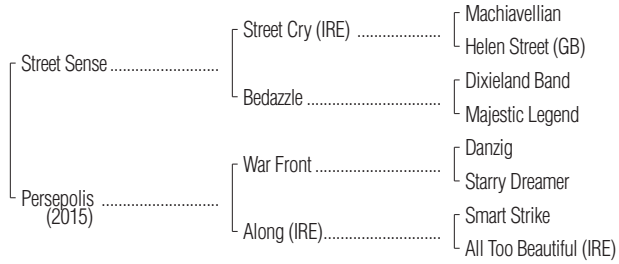 Machiavellian
Street Cry (IRE) ....................
Helen Street (GB)
Street Sense ..........................
Dixieland Band
Bedazzle ................................
Majestic Legend
Danzig
War Front ..............................
Starry Dreamer
Persepolis ............................
(2015)
Smart Strike
Along (IRE)............................
All Too Beautiful (IRE)